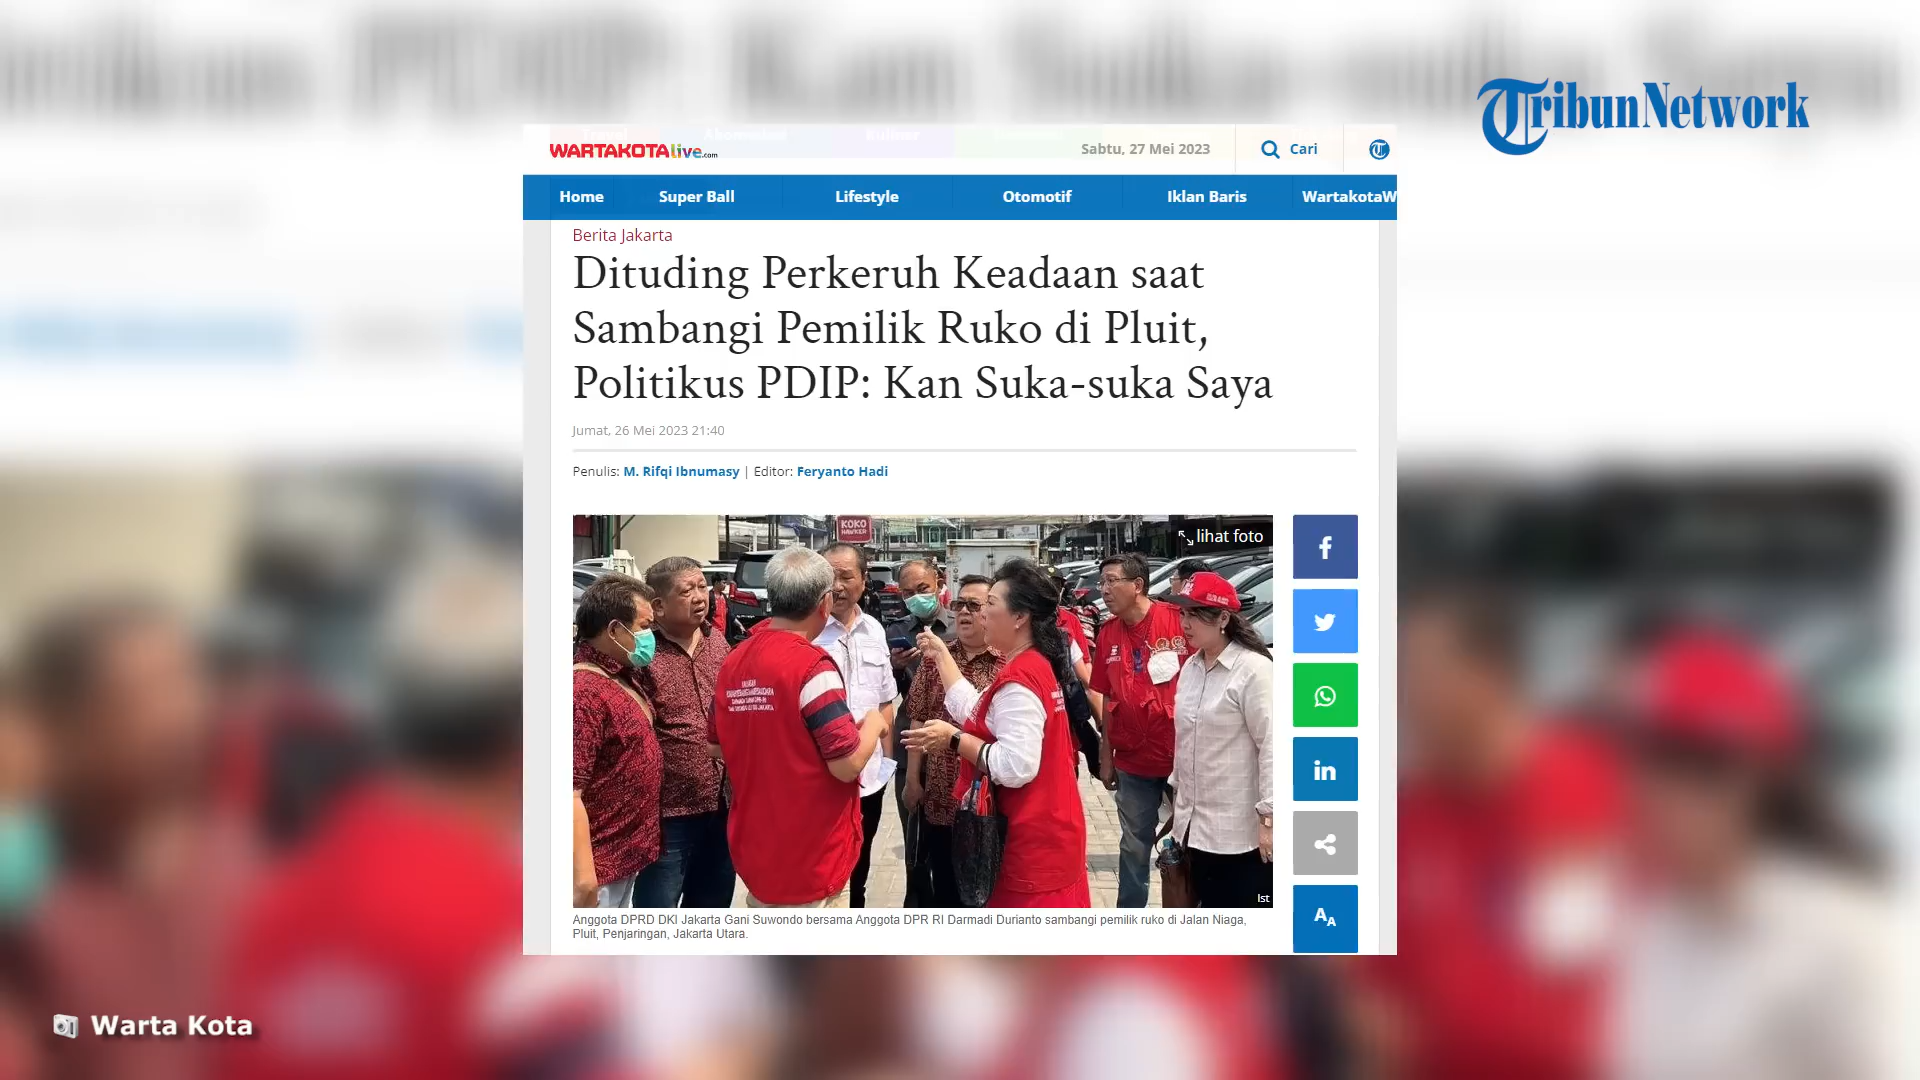 TribunNetwork
WARTAKOTAlive.com
Sabtu, 27 Mei 2023
Cari
Home
Super Ball
Lifestyle
Otomotif
Iklan Baris
WartakotaW
Berita Jakarta
Dituding Perkeruh Keadaan saat
Sambangi Pemilik Ruko di Pluit,
Politikus PDIP: Kan Suka-suka Saya
Jumat, 26 Mei 2023 21:40
Penulis: M. Rifqi Ibnumasy | Editor: Feryanto Hadi
KOKO
HAWKER
lihat foto
Ist
Anggota DPRD DKI Jakarta Gani Suwondo bersama Anggota DPR RI Darmadi Durianto sambangi pemilik ruko di Jalan Niaga,
Pluit, Penjaringan, Jakarta Utara.
AA
Warta Kota